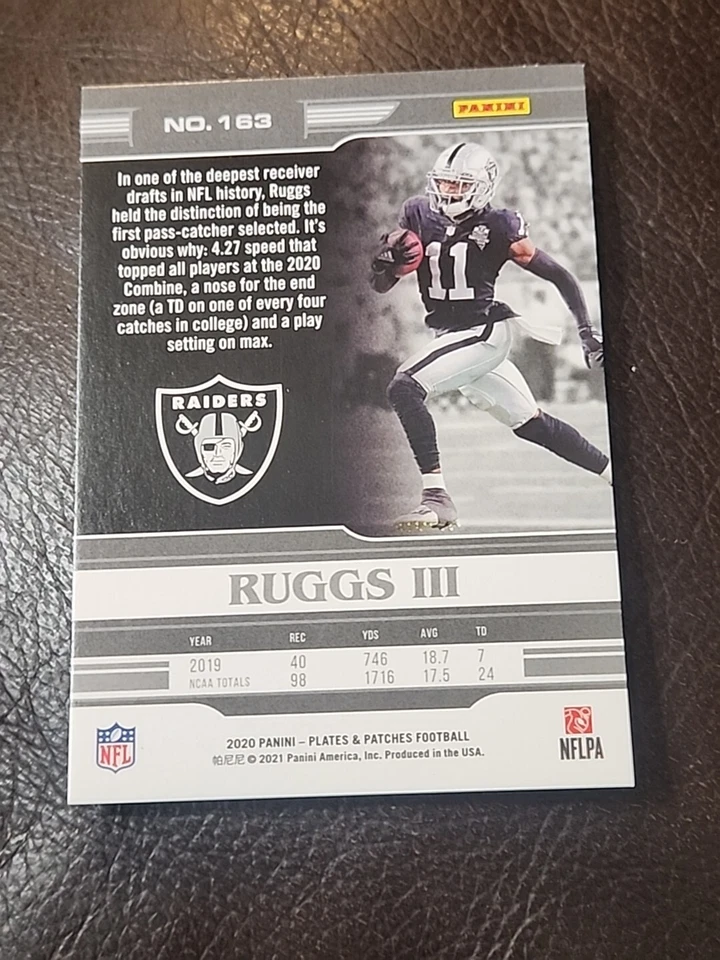 NO. 163
PANINI
In one of the deepest receiver
drafts in NFL history, Ruggs
held the distinction of being the
first pass-catcher selected. It's
obvious why: 4.27 speed that
topped all players at the 2020
Combine, a nose for the end
zone (a TD on one of every four
catches in college) and a play
setting on max.
11
RAIDERS
RUGGS III
YEAR REC YDS AVG TD
2019 40 746 18.7 7
NCAA TOTALS 98 1716 17.5 24
NFL
2020 PANINI – PLATES & PATCHES FOOTBALL
帕尼尼 © 2021 Panini America, Inc. Produced in the USA.
NFLPA